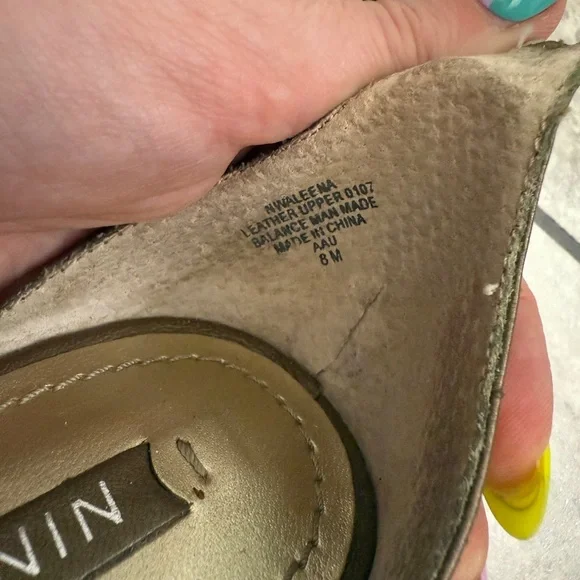 NWALEENA
LEATHER UPPER 0107
BALANCE MAN MADE
MADE IN CHINA
AAU
8 M
NIN